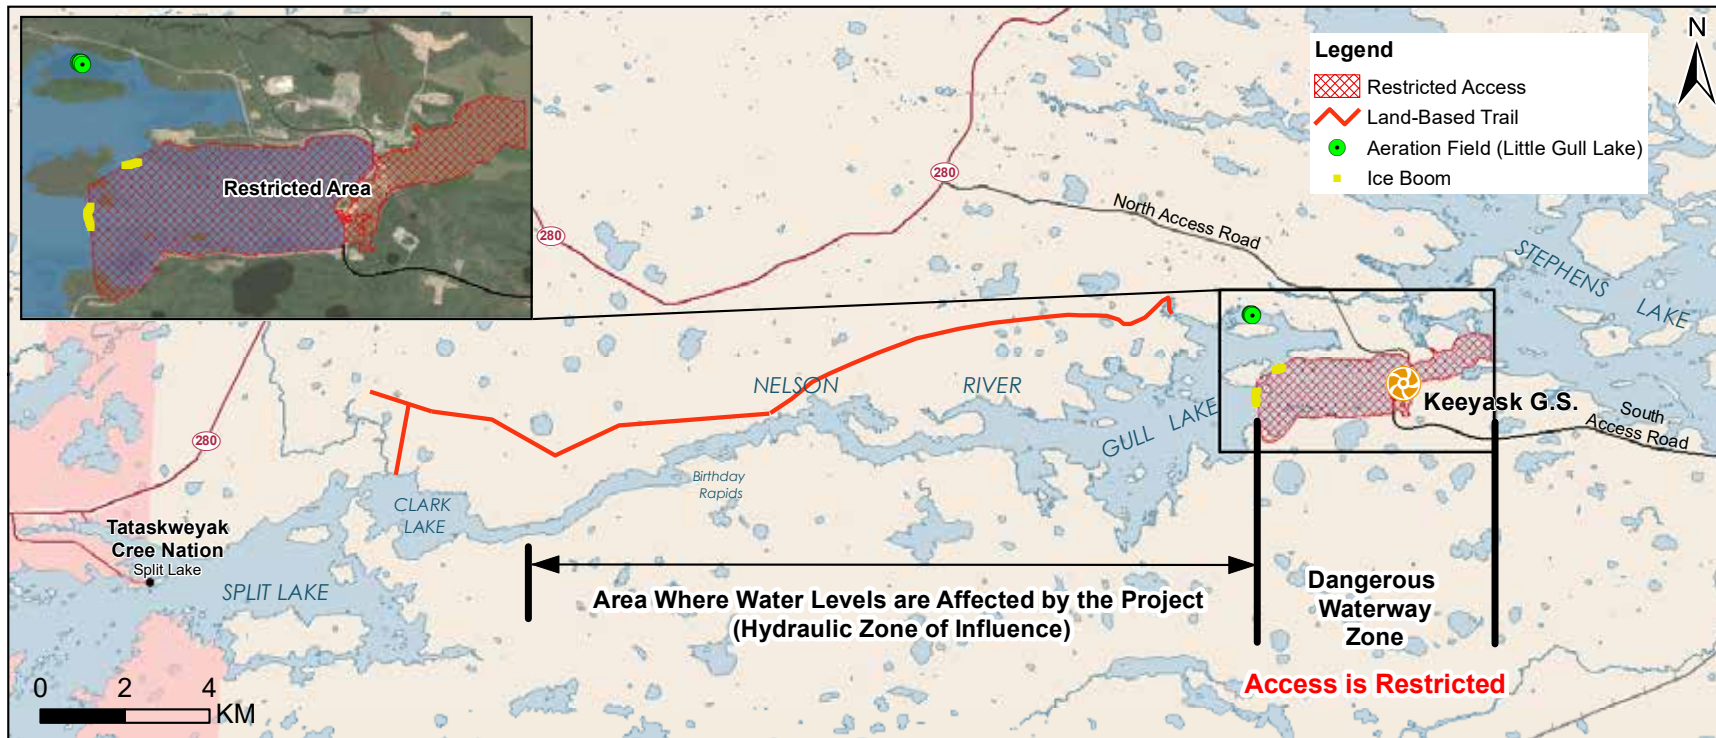 Restricted Area
Legend
Restricted Access
Land-Based Trail
Aeration Field (Little Gull Lake)
Ice Boom
N
280
280
280
North Access Road
STEPHENS
LAKE
NELSON
RIVER
GULL LAKE
Keeyask G.S.
South
Access Road
Birthday
Rapids
CLARK
LAKE
Tataskweyak
Cree Nation
Split Lake
SPLIT LAKE
Area Where Water Levels are Affected by the Project
(Hydraulic Zone of Influence)
Dangerous
Waterway
Zone
Access is Restricted
0 2 4
KM